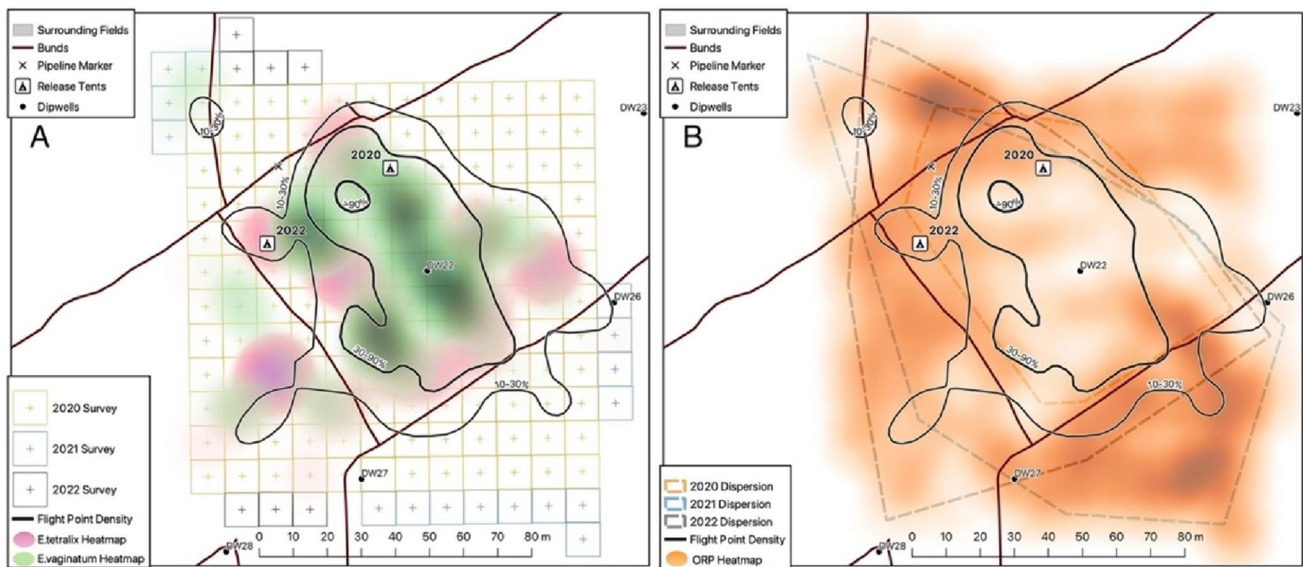 Surrounding Fields
Bunds
Pipeline Marker
Release Tents
Dipwells
A
10-30%
DW23
2020
10-30%
>90%
2022
DW22
DW26
30-90%
10-30%
2020 Survey
2021 Survey
2022 Survey
Flight Point Density
E.tetralix Heatmap
E.vaginatum Heatmap
DW27
DW28
0 10 20 30 40 50 60 70 80 m
Surrounding Fields
Bunds
Pipeline Marker
Release Tents
Dipwells
B
10-30%
DW23
2020
10-30%
>90%
2022
DW22
DW26
30-90%
10-30%
2020 Dispersion
2021 Dispersion
2022 Dispersion
Flight Point Density
ORP Heatmap
DW27
DW28
0 10 20 30 40 50 60 70 80 m